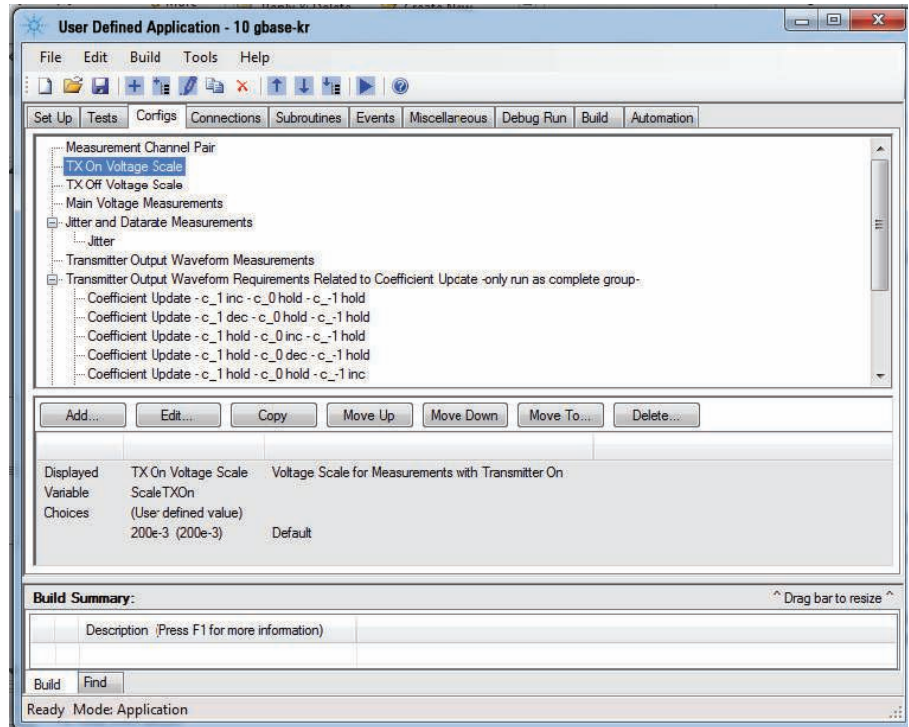 User Defined Application - 10 gbase-kr
File Edit Build Tools Help
Set Up Tests Configs Connections Subroutines Events Miscellaneous Debug Run Build Automation
Measurement Channel Pair
TX On Voltage Scale
TX Off Voltage Scale
Main Voltage Measurements
Jitter and Datarate Measurements
Jitter
Transmitter Output Waveform Measurements
Transmitter Output Waveform Requirements Related to Coefficient Update -only run as complete group-
Coefficient Update - c_1 inc - c_0 hold - c_-1 hold
Coefficient Update - c_1 dec - c_0 hold - c_-1 hold
Coefficient Update - c_1 hold - c_0 inc - c_-1 hold
Coefficient Update - c_1 hold - c_0 dec - c_-1 hold
Coefficient Update - c_1 hold - c_0 hold - c_-1 inc
Add... Edit... Copy Move Up Move Down Move To... Delete...
Displayed TX On Voltage Scale Voltage Scale for Measurements with Transmitter On
Variable ScaleTXOn
Choices (User defined value)
200e-3 (200e-3) Default
Build Summary: ^ Drag bar to resize ^
Description (Press F1 for more information)
Build Find
Ready Mode: Application